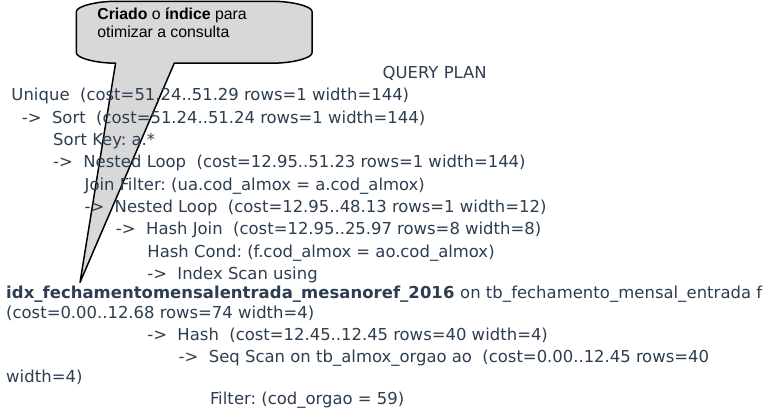 Criado o índice para
otimizar a consulta
QUERY PLAN
Unique (cost=51.24..51.29 rows=1 width=144)
-> Sort (cost=51.24..51.24 rows=1 width=144)
Sort Key: a.*
-> Nested Loop (cost=12.95..51.23 rows=1 width=144)
Join Filter: (ua.cod_almox = a.cod_almox)
-> Nested Loop (cost=12.95..48.13 rows=1 width=12)
-> Hash Join (cost=12.95..25.97 rows=8 width=8)
Hash Cond: (f.cod_almox = ao.cod_almox)
-> Index Scan using
idx_fechamentomensalentrada_mesanoref_2016 on tb_fechamento_mensal_entrada f
(cost=0.00..12.68 rows=74 width=4)
-> Hash (cost=12.45..12.45 rows=40 width=4)
-> Seq Scan on tb_almox_orgao ao (cost=0.00..12.45 rows=40
width=4)
Filter: (cod_orgao = 59)